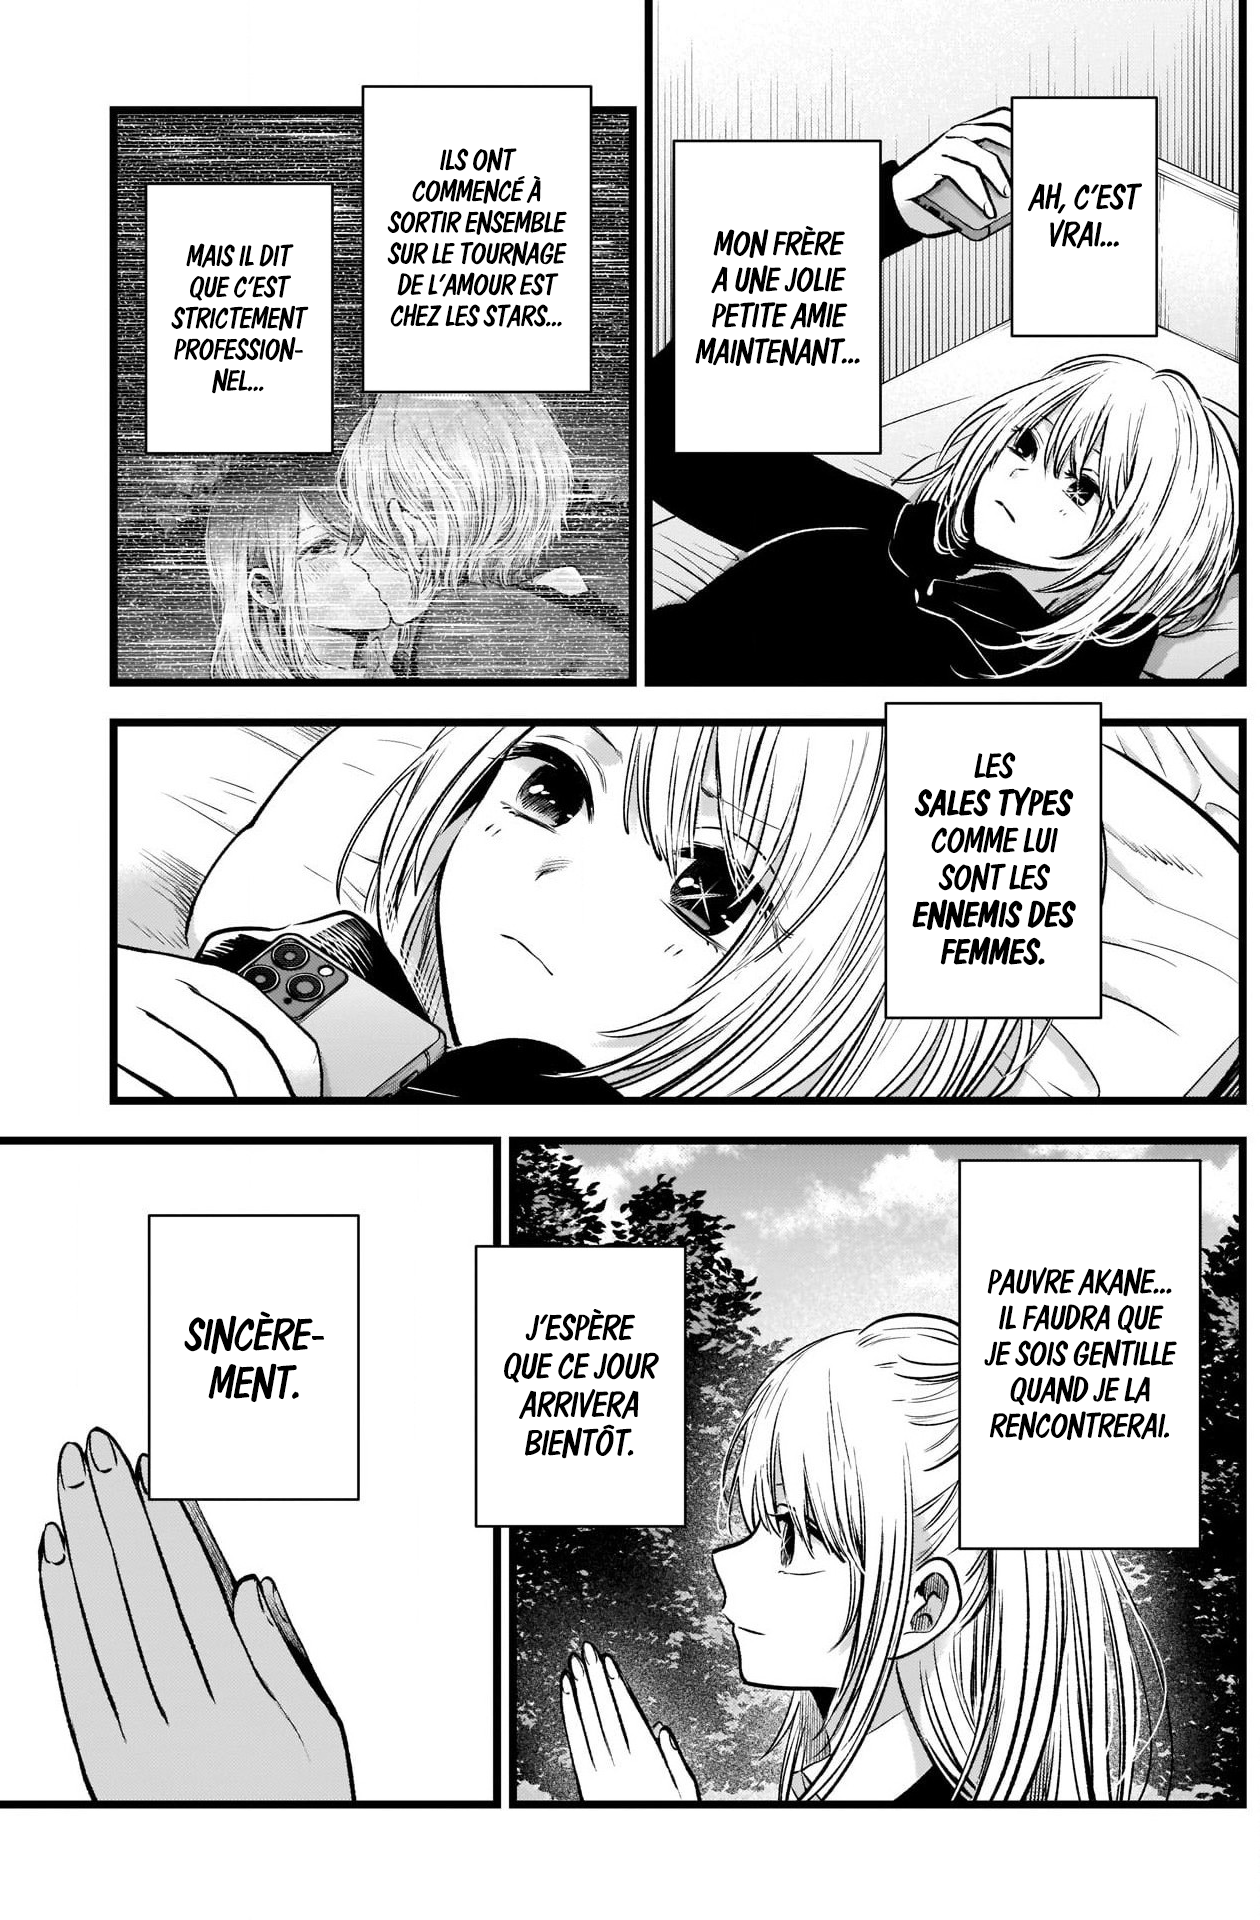 AH, C'EST
VRAI...
MON FRÈRE
A UNE JOLIE
PETITE AMIE
MAINTENANT...
ILS ONT
COMMENCÉ À
SORTIR ENSEMBLE
SUR LE TOURNAGE
DE L'AMOUR EST
CHEZ LES STARS...
MAIS IL DIT
QUE C'EST
STRICTEMENT
PROFESSION-
NEL...
LES
SALES TYPES
COMME LUI
SONT LES
ENNEMIS DES
FEMMES.
PAUVRE AKANE...
IL FAUDRA QUE
JE SOIS GENTILLE
QUAND JE LA
RENCONTRERAI.
J'ESPÈRE
QUE CE JOUR
ARRIVERA
BIENTÔT.
SINCÈRE-
MENT.